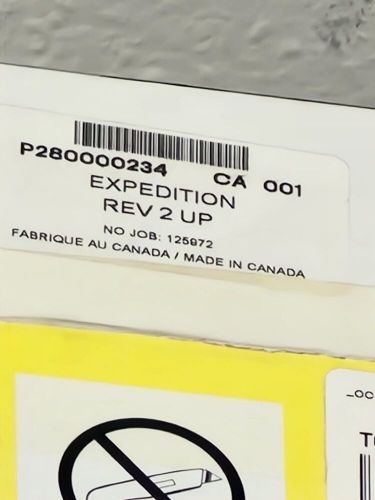 P280000234 CA 001
EXPEDITION
REV 2 UP
NO JOB: 125972
FABRIQUE AU CANADA / MADE IN CANADA